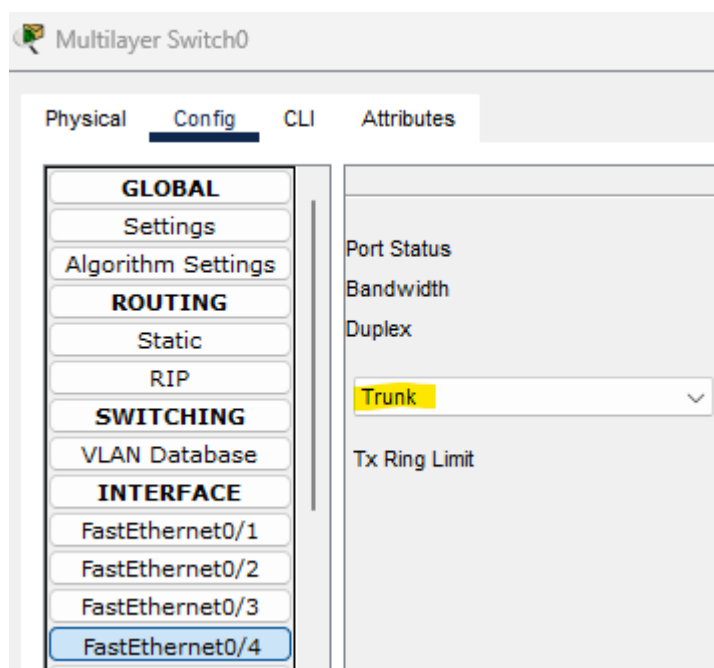 Multilayer Switch0
Physical Config CLI Attributes
GLOBAL
Settings
Algorithm Settings
ROUTING
Static
RIP
SWITCHING
VLAN Database
INTERFACE
FastEthernet0/1
FastEthernet0/2
FastEthernet0/3
FastEthernet0/4
Port Status
Bandwidth
Duplex
Trunk
Tx Ring Limit